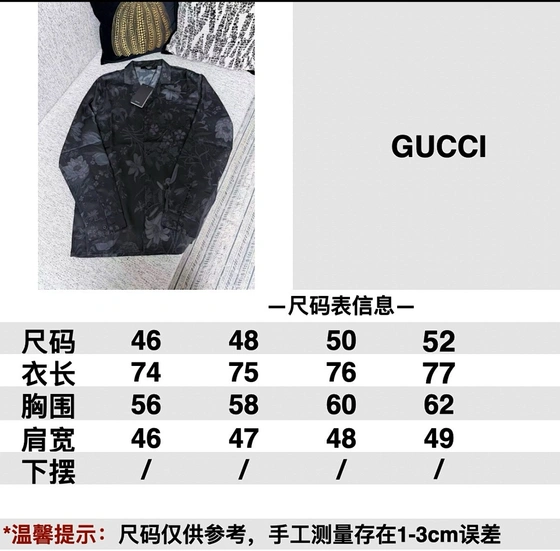 GUCCI
—尺码表信息—
尺码 46 48 50 52
衣长 74 75 76 77
胸围 56 58 60 62
肩宽 46 47 48 49
下摆 / / / /
*温馨提示：尺码仅供参考，手工测量存在1-3cm误差